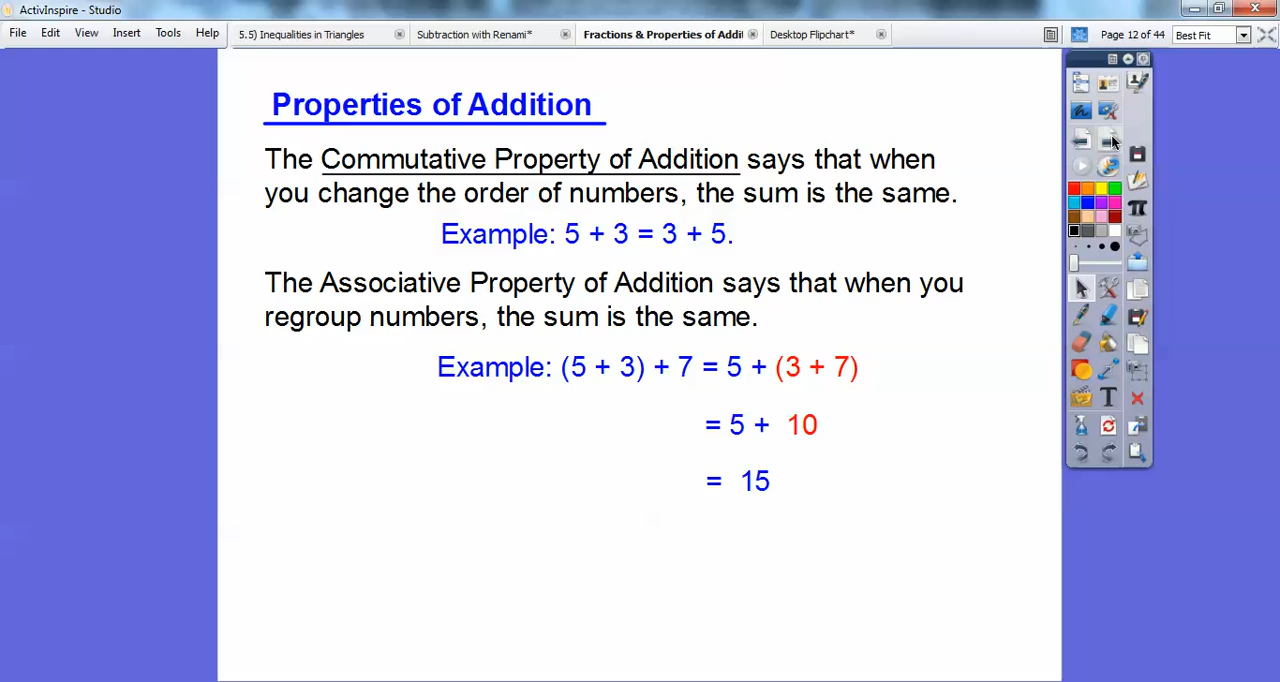 ActivInspire - Studio
File Edit View Insert Tools Help
5.5) Inequalities in Triangles
Subtraction with Renami*
Fractions & Properties of Addit
Desktop Flipchart*
Page 12 of 44
Best Fit
Properties of Addition
The Commutative Property of Addition says that when
you change the order of numbers, the sum is the same.
Example: 5 + 3 = 3 + 5.
The Associative Property of Addition says that when you
regroup numbers, the sum is the same.
Example: (5 + 3) + 7 = 5 + (3 + 7)
= 5 + 10
= 15